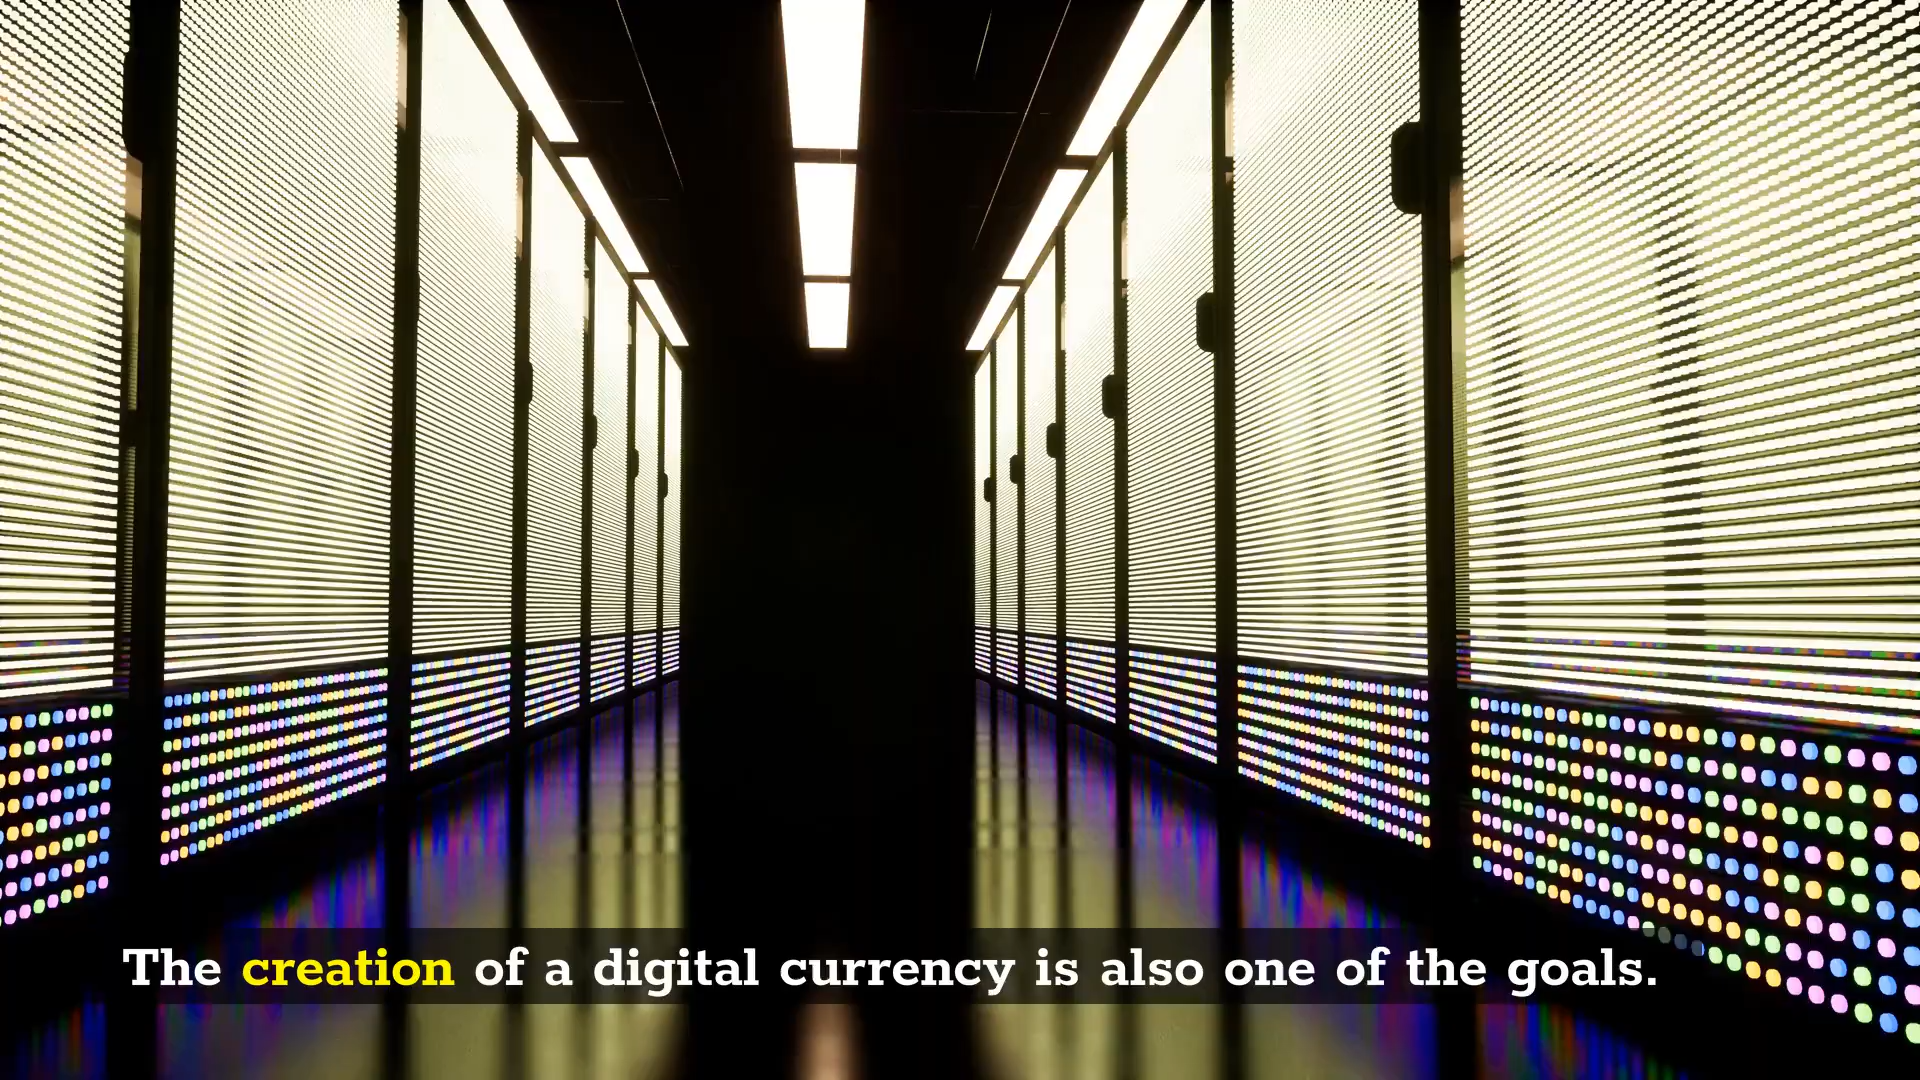 The creation of a digital currency is also one of the goals.